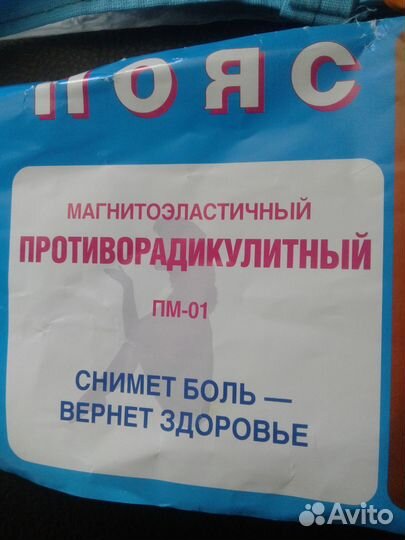 ПОЯС
МАГНИТОЭЛАСТИЧНЫЙ
ПРОТИВОРАДИКУЛИТНЫЙ
ПМ-01
СНИМЕТ БОЛЬ —
ВЕРНЕТ ЗДОРОВЬЕ
Avito